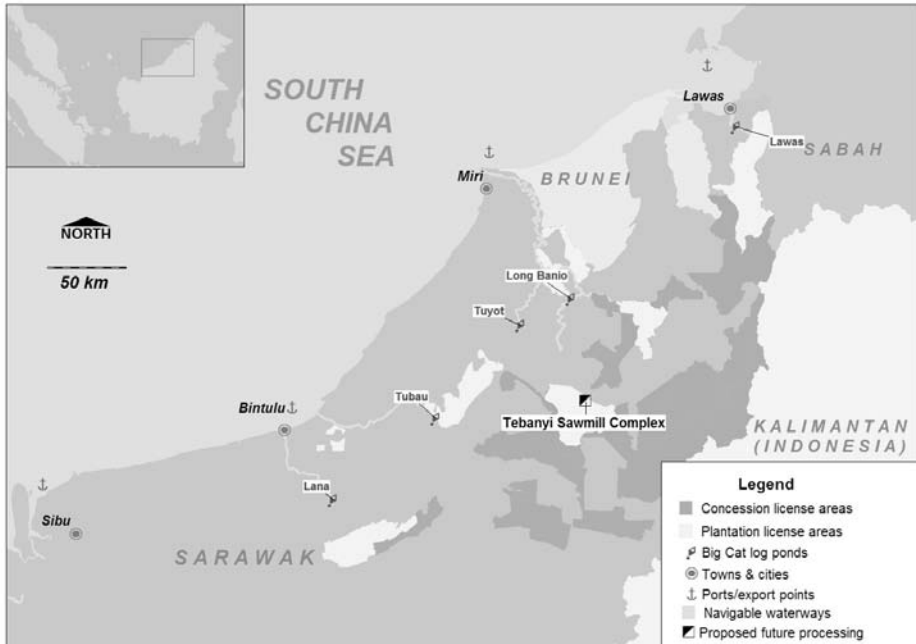 SOUTH
CHINA
SEA
Lawas
Lawas
SABAH
BRUNEI
Miri
NORTH
50 km
Long Banio
Tuyot
Tubau
Bintulu
Tebanyi Sawmill Complex
KALIMANTAN
(INDONESIA)
Lana
Sibu
SARAWAK
Legend
Concession license areas
Plantation license areas
Big Cat log ponds
Towns & cities
Ports/export points
Navigable waterways
Proposed future processing